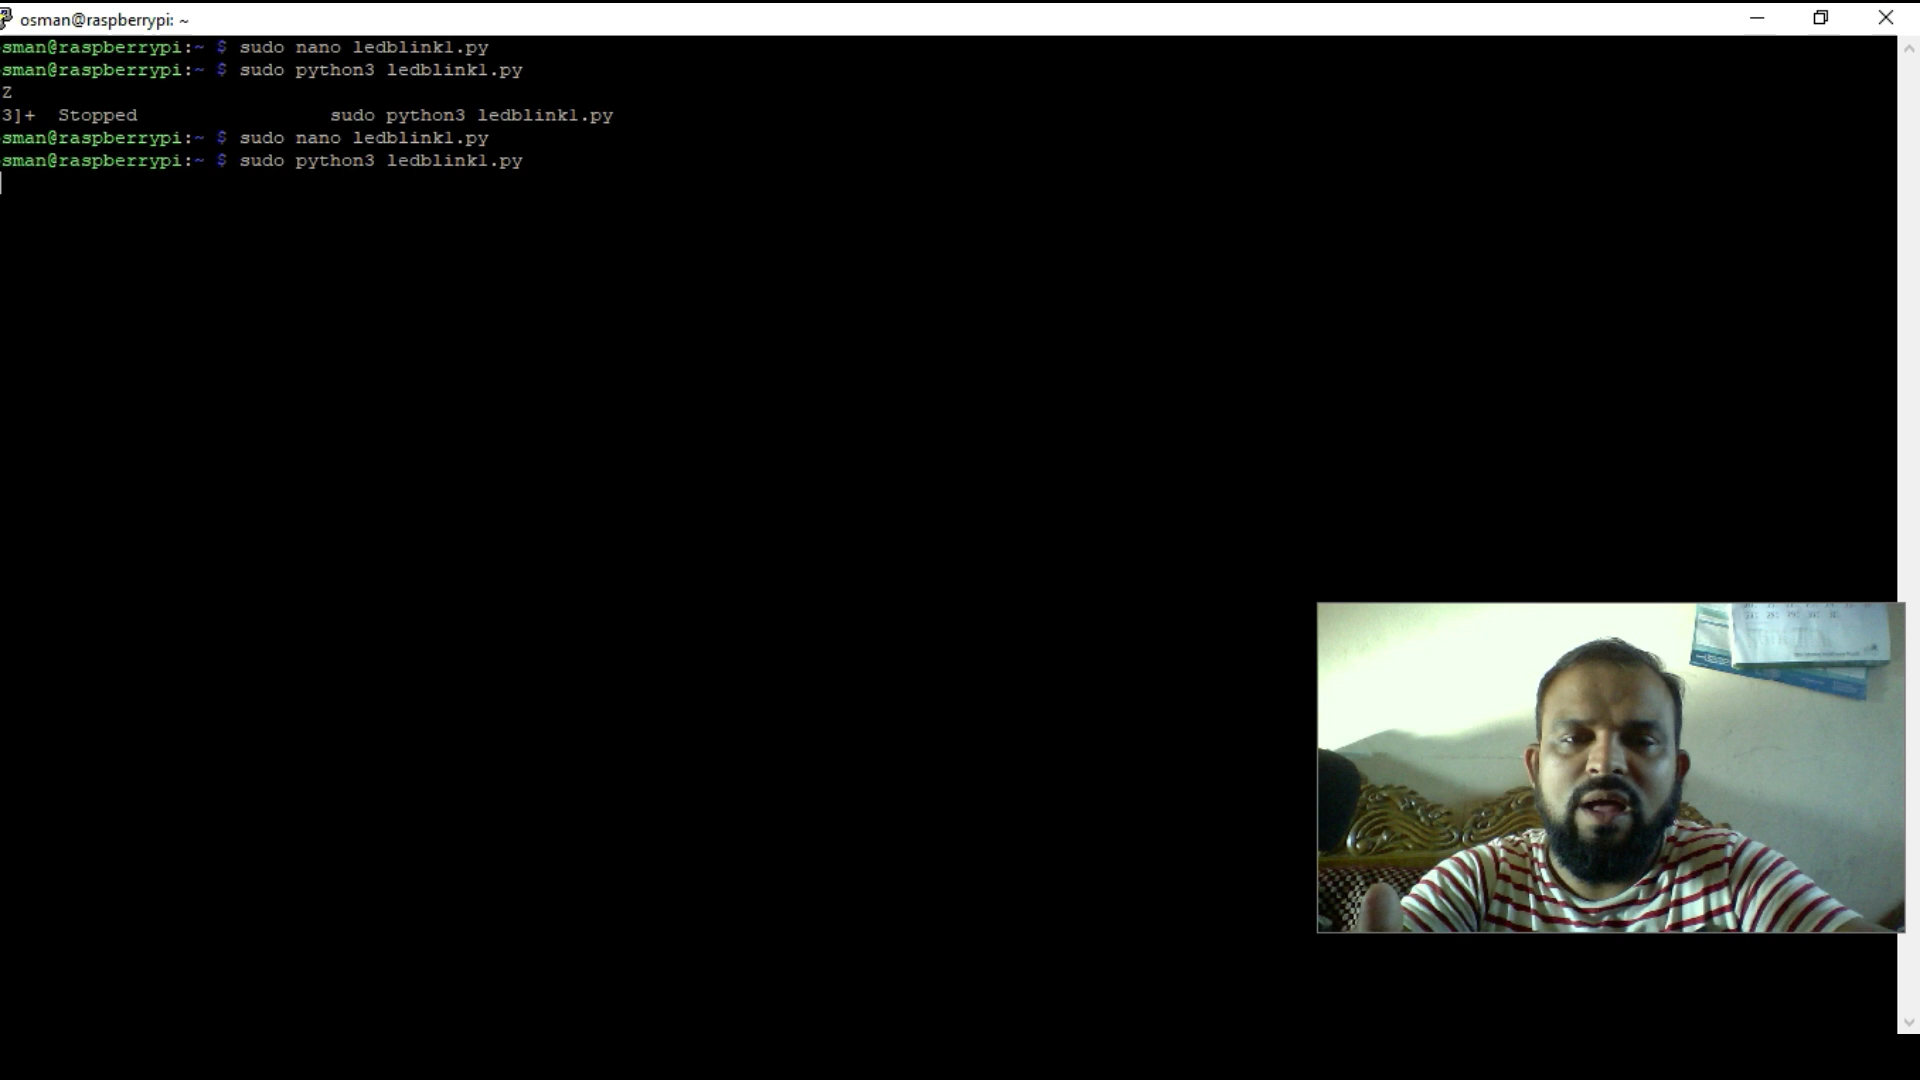 osman@raspberrypi: ~
sman@raspberrypi:~ $ sudo nano ledblink1.py
sman@raspberrypi:~ $ sudo python3 ledblink1.py
Z
3]+  Stopped                 sudo python3 ledblink1.py
sman@raspberrypi:~ $ sudo nano ledblink1.py
sman@raspberrypi:~ $ sudo python3 ledblink1.py